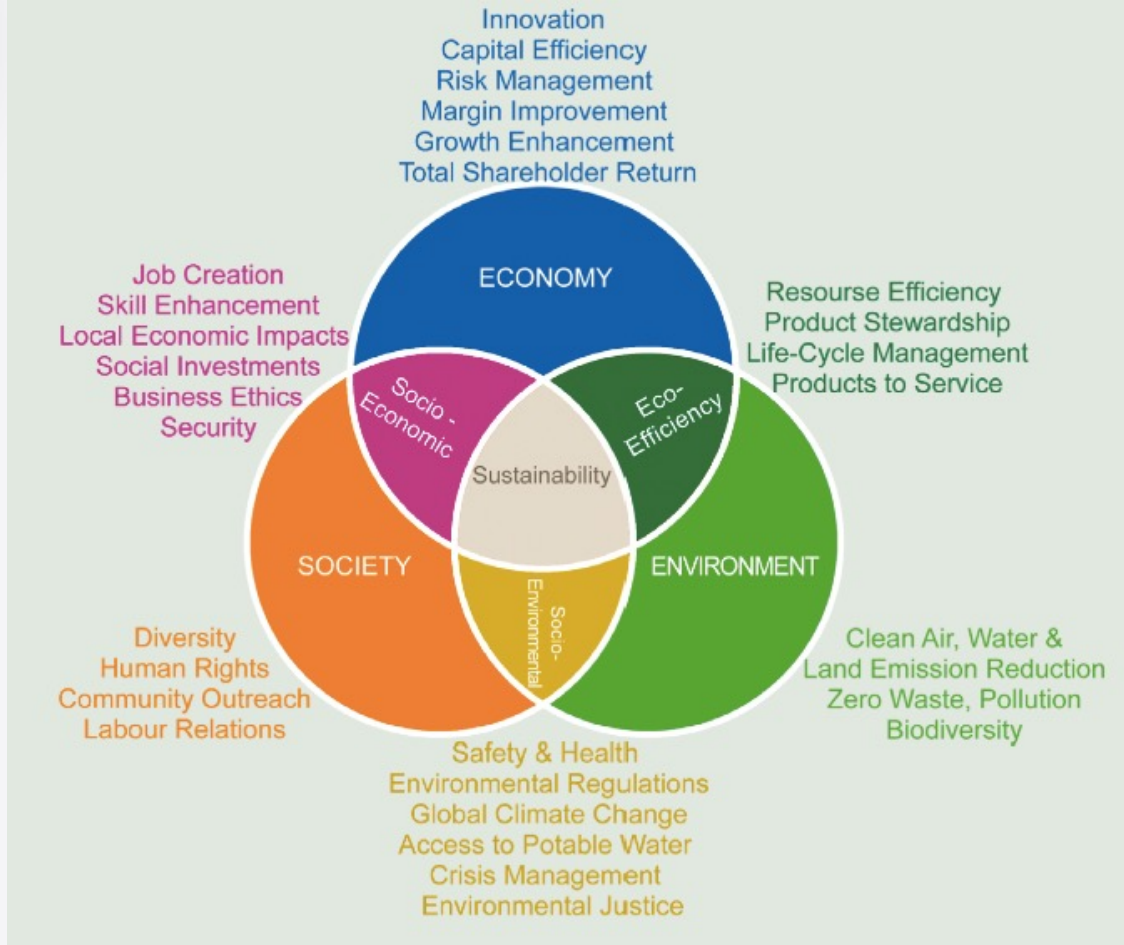 Innovation
Capital Efficiency
Risk Management
Margin Improvement
Growth Enhancement
Total Shareholder Return
ECONOMY
Job Creation
Skill Enhancement
Local Economic Impacts
Social Investments
Business Ethics
Security
Resourse Efficiency
Product Stewardship
Life-Cycle Management
Products to Service
Socio -
Economic
Eco-
Efficiency
Sustainability
SOCIETY
ENVIRONMENT
Socio-
Environmental
Diversity
Human Rights
Community Outreach
Labour Relations
Clean Air, Water &
Land Emission Reduction
Zero Waste, Pollution
Biodiversity
Safety & Health
Environmental Regulations
Global Climate Change
Access to Potable Water
Crisis Management
Environmental Justice